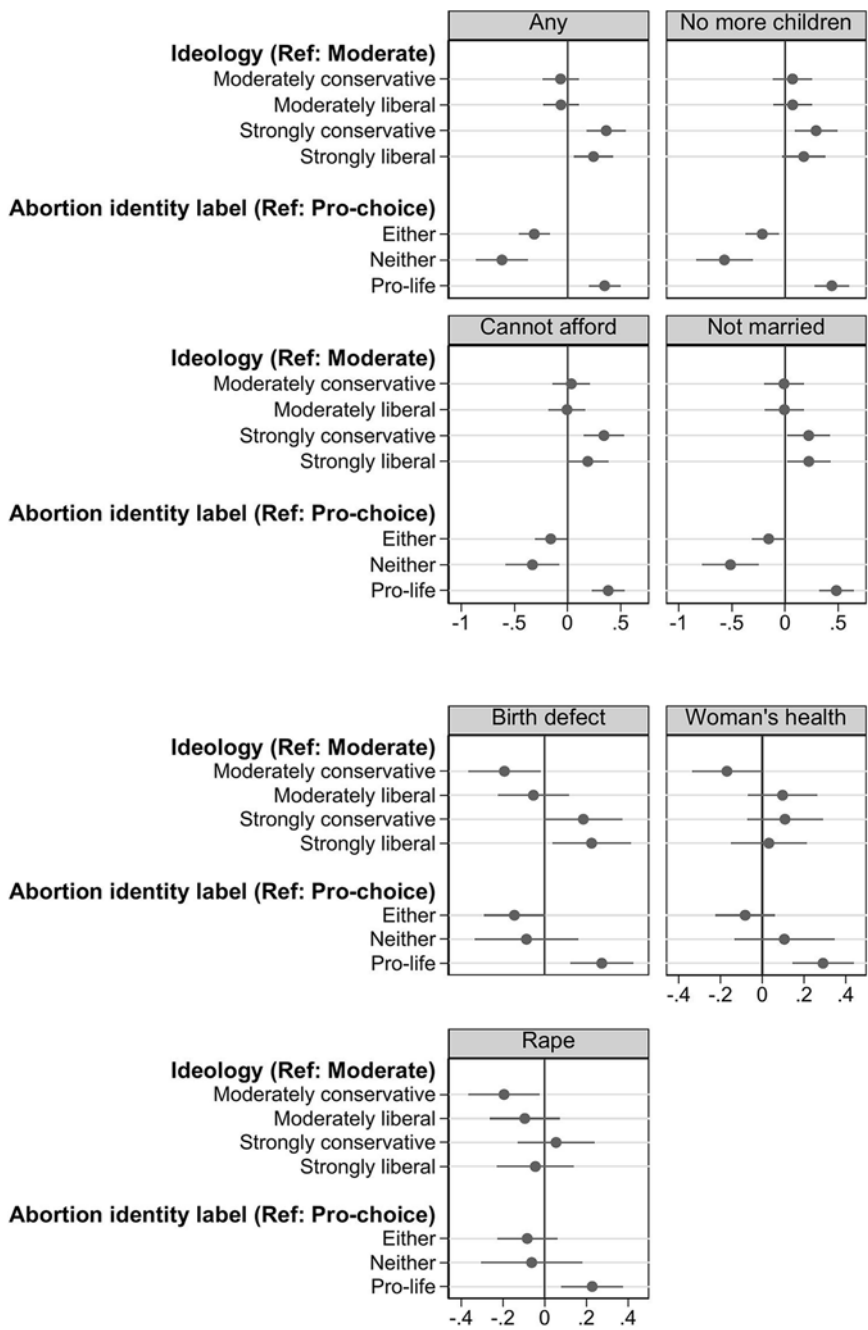 Any No more children
Ideology (Ref: Moderate)
Moderately conservative
Moderately liberal
Strongly conservative
Strongly liberal
Abortion identity label (Ref: Pro-choice)
Either
Neither
Pro-life
Cannot afford Not married
Ideology (Ref: Moderate)
Moderately conservative
Moderately liberal
Strongly conservative
Strongly liberal
Abortion identity label (Ref: Pro-choice)
Either
Neither
Pro-life
-1 -.5 0 .5 -1 -.5 0 .5
Birth defect Woman's health
Ideology (Ref: Moderate)
Moderately conservative
Moderately liberal
Strongly conservative
Strongly liberal
Abortion identity label (Ref: Pro-choice)
Either
Neither
Pro-life
-.4 -.2 0 .2 .4
Rape
Ideology (Ref: Moderate)
Moderately conservative
Moderately liberal
Strongly conservative
Strongly liberal
Abortion identity label (Ref: Pro-choice)
Either
Neither
Pro-life
-.4 -.2 0 .2 .4